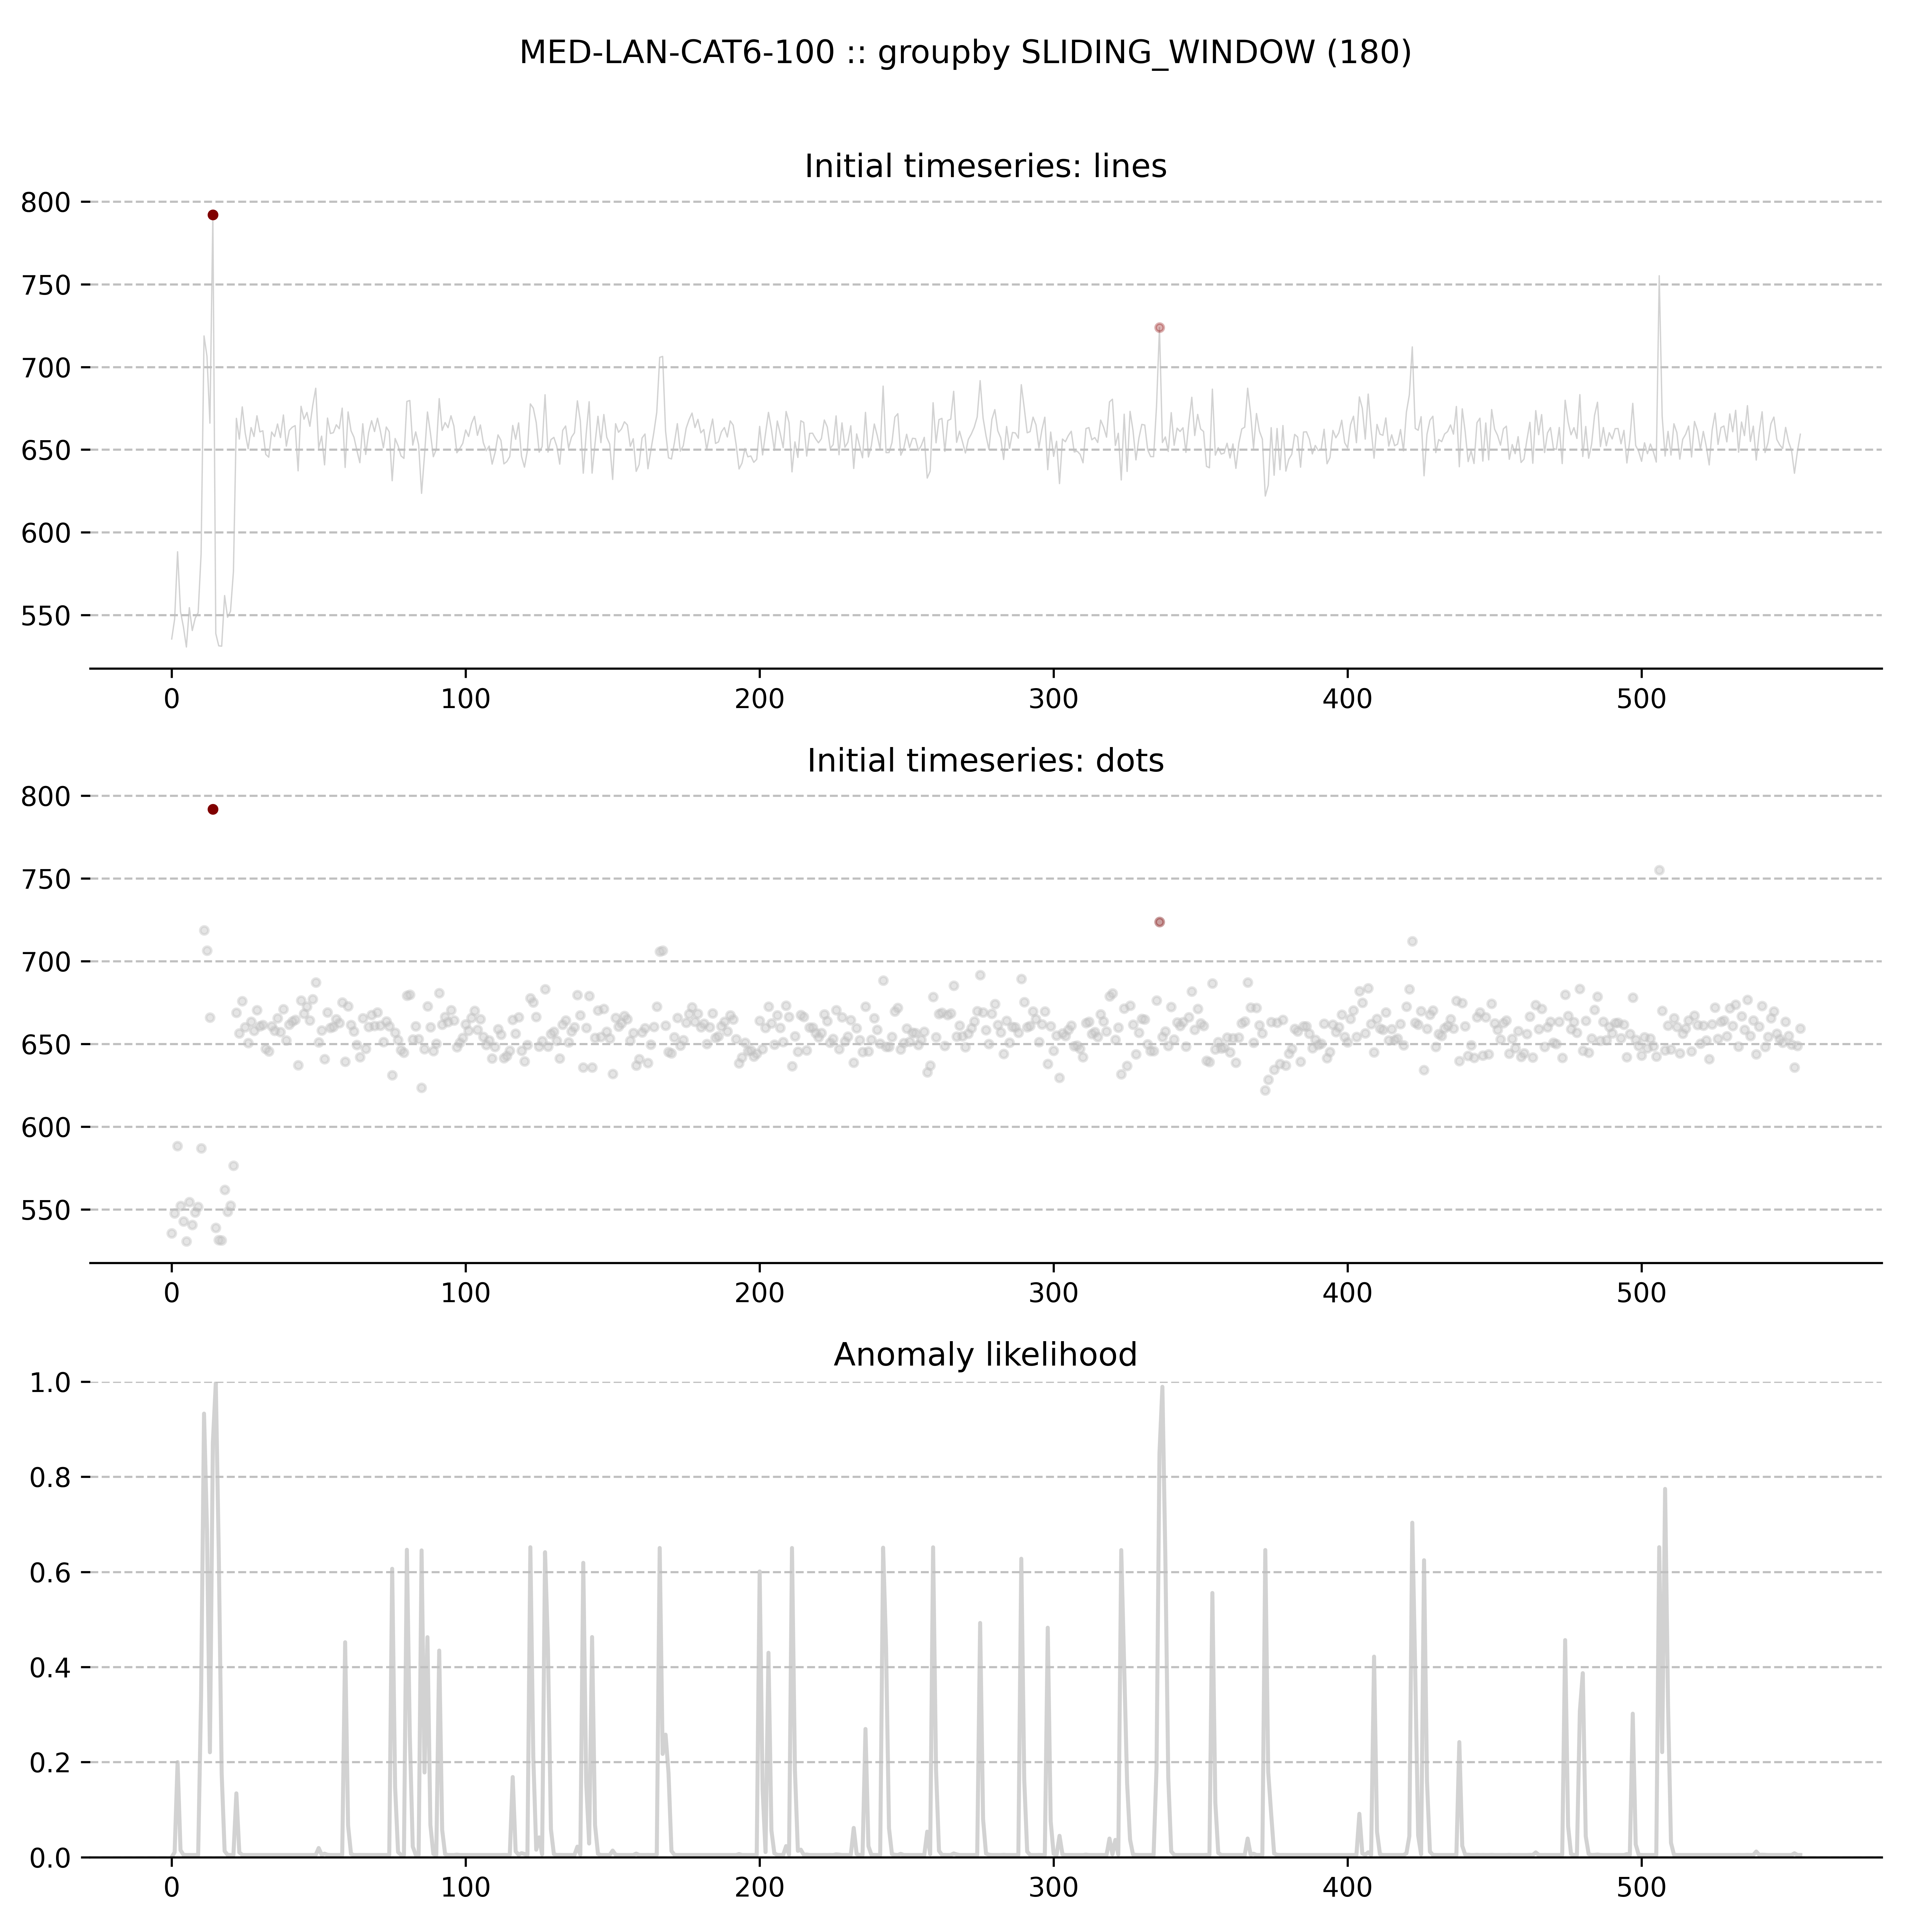 MED-LAN-CAT6-100 :: groupby SLIDING_WINDOW (180)
Initial timeseries: lines
800
750
700
650
600
550
0 100 200 300 400 500
Initial timeseries: dots
800
750
700
650
600
550
0 100 200 300 400 500
Anomaly likelihood
1.0
0.8
0.6
0.4
0.2
0.0
0 100 200 300 400 500